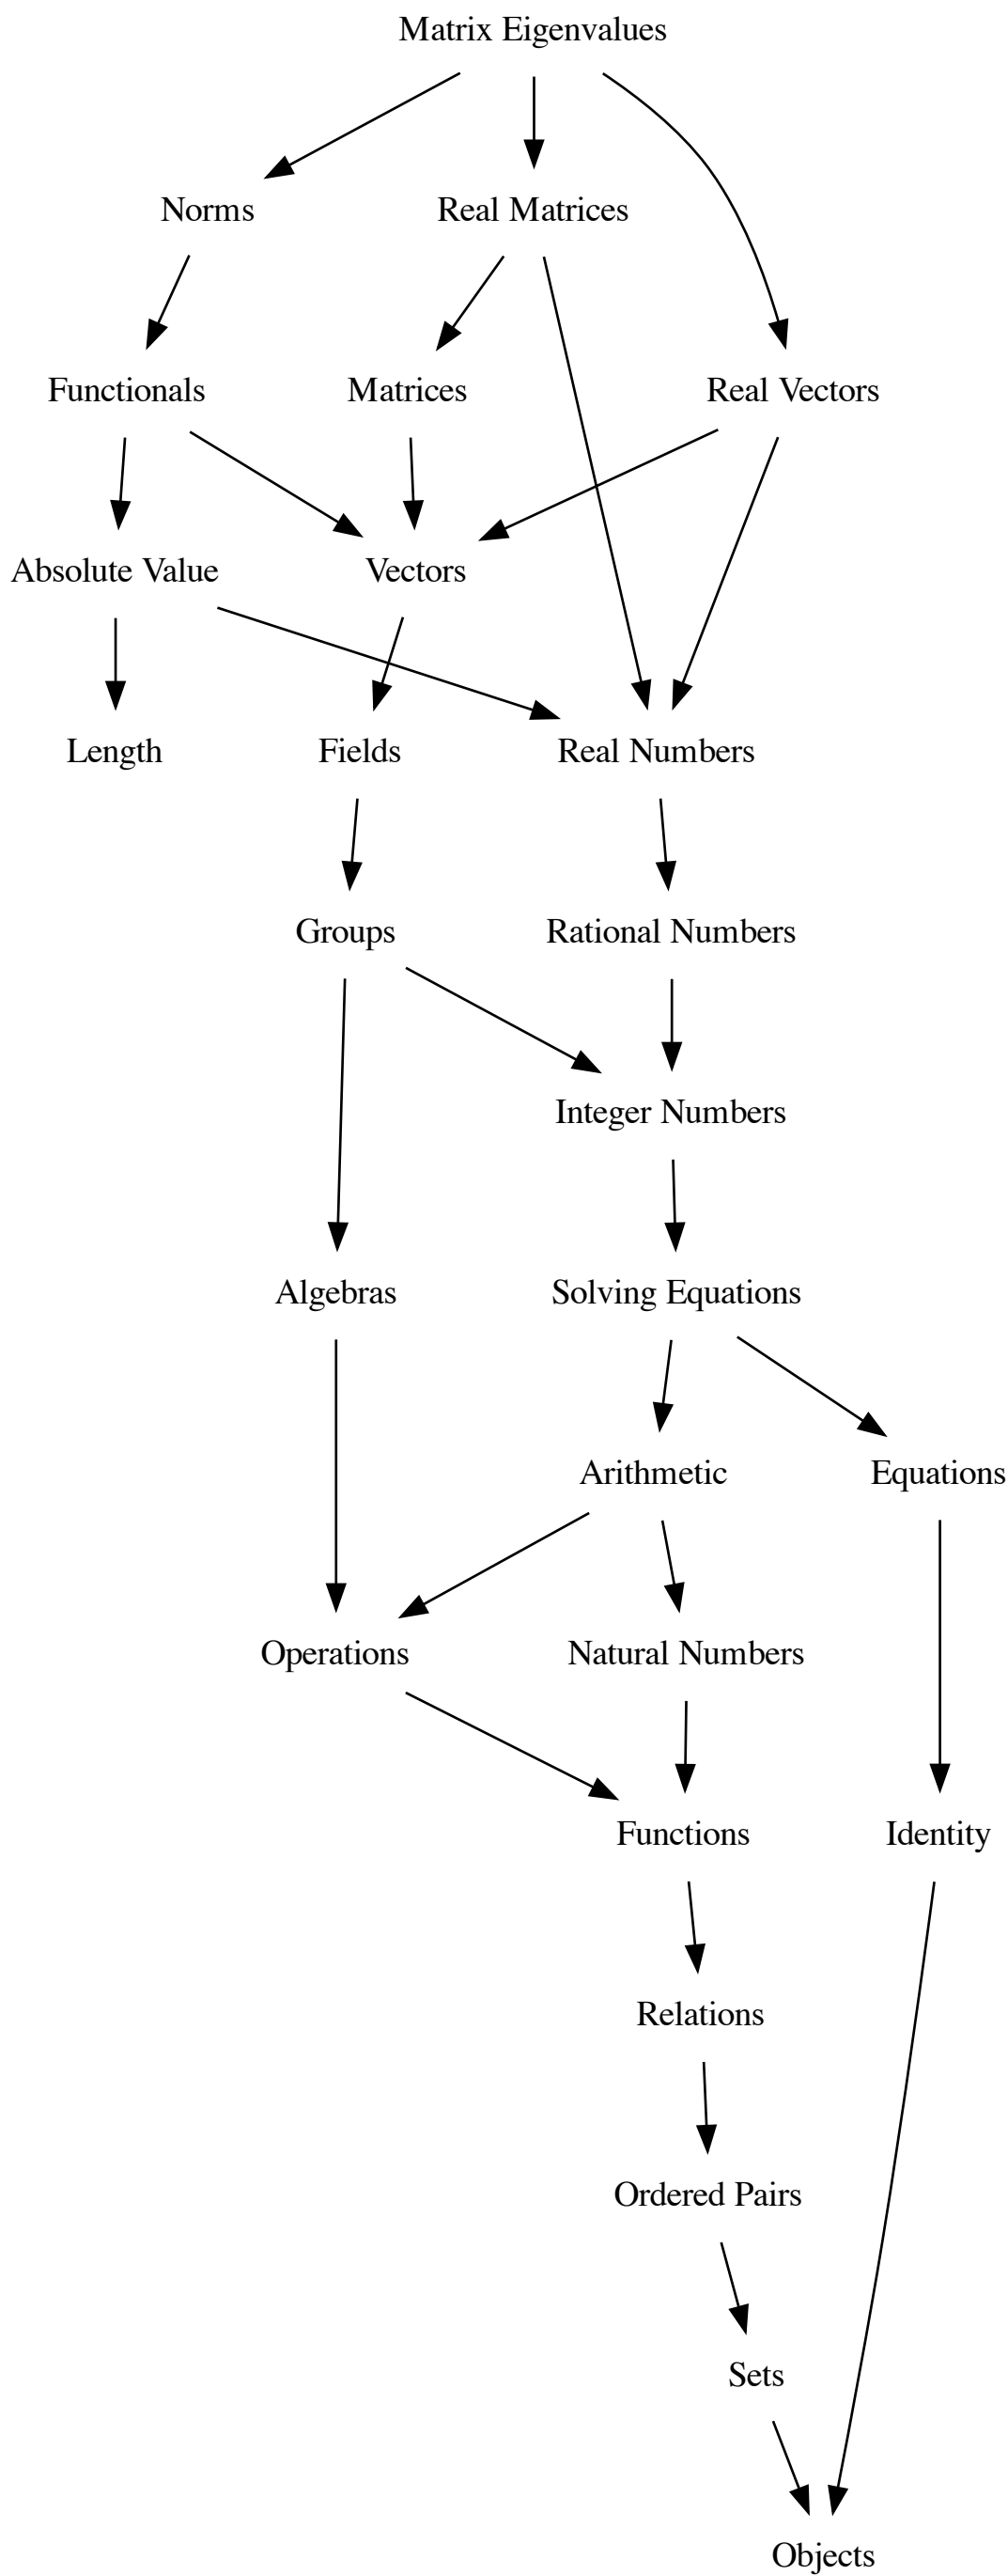 Matrix Eigenvalues
Norms
Real Matrices
Functionals
Matrices
Real Vectors
Absolute Value
Vectors
Length
Fields
Real Numbers
Groups
Rational Numbers
Integer Numbers
Algebras
Solving Equations
Arithmetic
Equations
Operations
Natural Numbers
Functions
Identity
Relations
Ordered Pairs
Sets
Objects